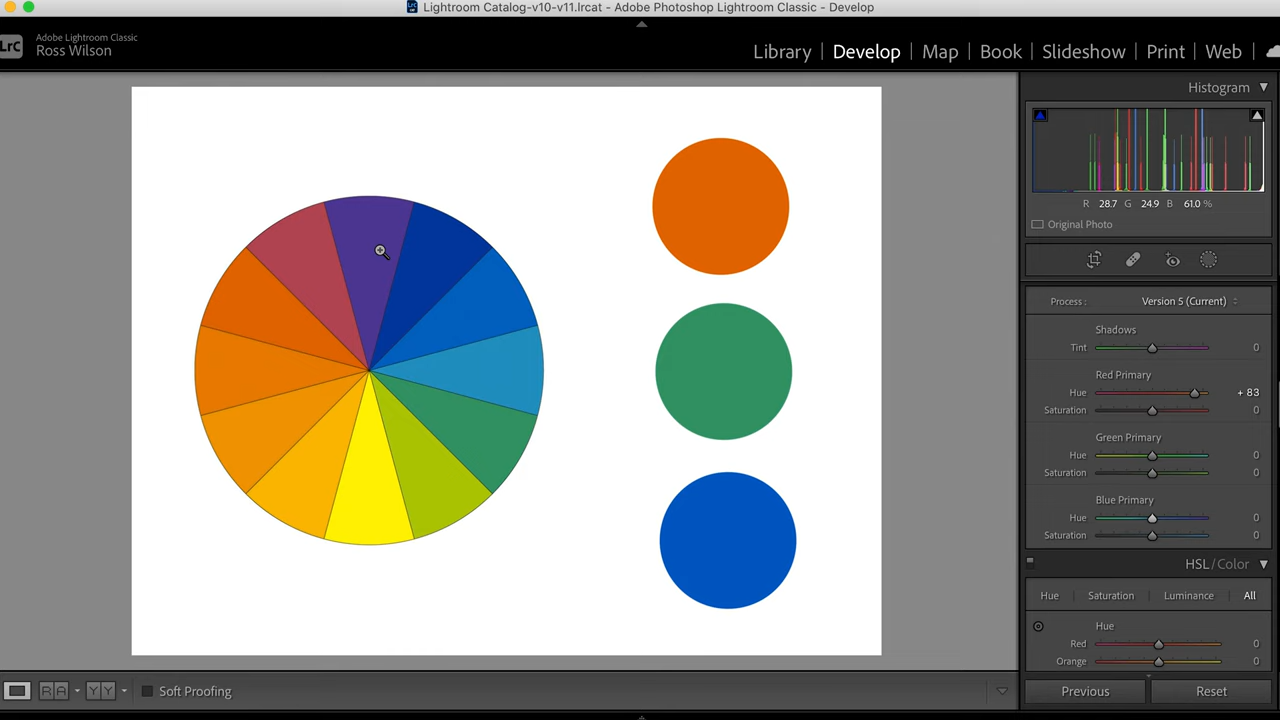 Lightroom Catalog-v10-v11.lrcat - Adobe Photoshop Lightroom Classic - Develop
LrC
Adobe Lightroom Classic
Ross Wilson
Library | Develop | Map | Book | Slideshow | Print | Web
Histogram
R 28.7 G 24.9 B 61.0 %
Original Photo
Process : Version 5 (Current)
Shadows
Tint 0
Red Primary
Hue + 83
Saturation 0
Green Primary
Hue 0
Saturation 0
Blue Primary
Hue 0
Saturation 0
HSL / Color
Hue | Saturation | Luminance | All
Hue
Red 0
Orange 0
R A Y Y Soft Proofing
Previous Reset